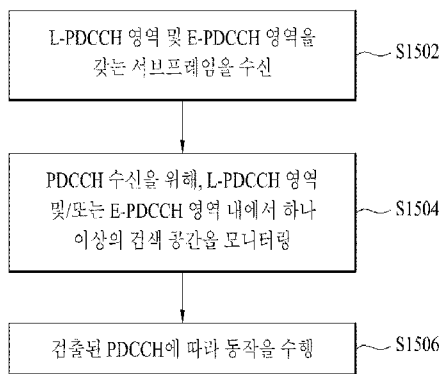 L-PDCCH 영역 및 E-PDCCH 영역을
갖는 서브프레임을 수신
S1502
PDCCH 수신을 위해, L-PDCCH 영역
및/또는 E-PDCCH 영역 내에서 하나
이상의 검색 공간을 모니터링
S1504
검출된 PDCCH에 따라 동작을 수행
S1506